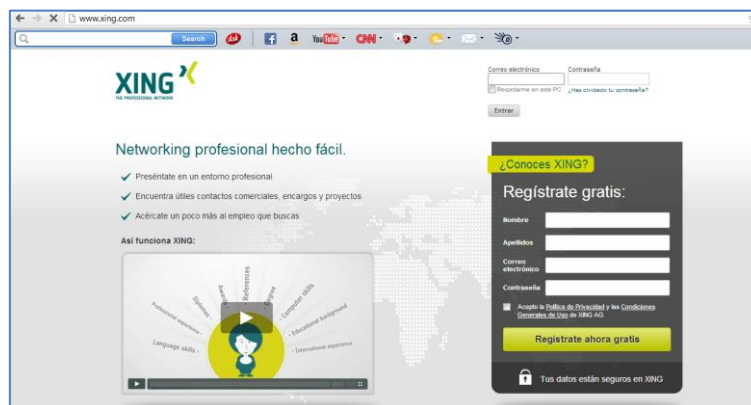 www.xing.com
Search
Ask
a
YouTube
CNN
XING
THE PROFESSIONAL NETWORK
Correo electrónico
Contraseña
Recordarme en este PC
¿Has olvidado tu contraseña?
Entrar
Networking profesional hecho fácil.
Preséntate en un entorno profesional
Encuentra útiles contactos comerciales, encargos y proyectos
Acércate un poco más al empleo que buscas
Así funciona XING:
Language skills
Professional experience
Diplomas
Awards
References
Degree
Computer skills
Educational background
International experience
¿Conoces XING?
Regístrate gratis:
Nombre
Apellidos
Correo
electrónico
Contraseña
Acepto la Política de Privacidad y las Condiciones
Generales de Uso de XING AG.
Regístrate ahora gratis
Tus datos están seguros en XING